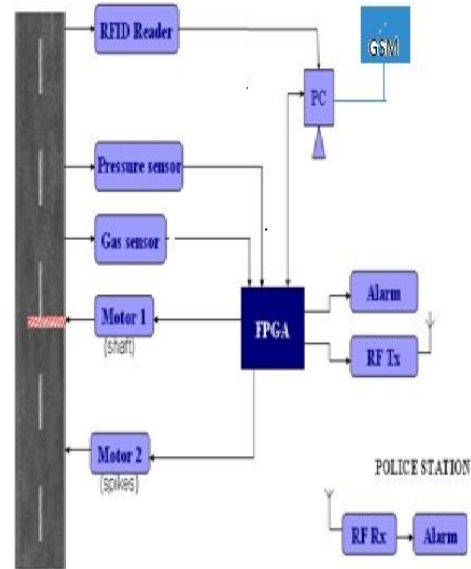 RFID Reader
GSM
PC
Pressure sensor
Gas sensor
Motor 1
(shaft)
FPGA
Alarm
RF Tx
Motor 2
(spikes)
POLICE STATION
RF Rx
Alarm